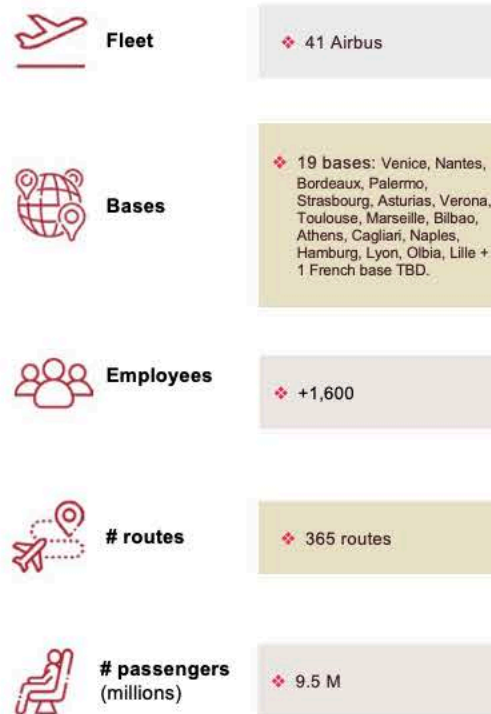 Fleet
❖ 41 Airbus
Bases
❖ 19 bases: Venice, Nantes,
Bordeaux, Palermo,
Strasbourg, Asturias, Verona,
Toulouse, Marseille, Bilbao,
Athens, Cagliari, Naples,
Hamburg, Lyon, Olbia, Lille +
1 French base TBD.
Employees
❖ +1,600
# routes
❖ 365 routes
# passengers
(millions)
❖ 9.5 M